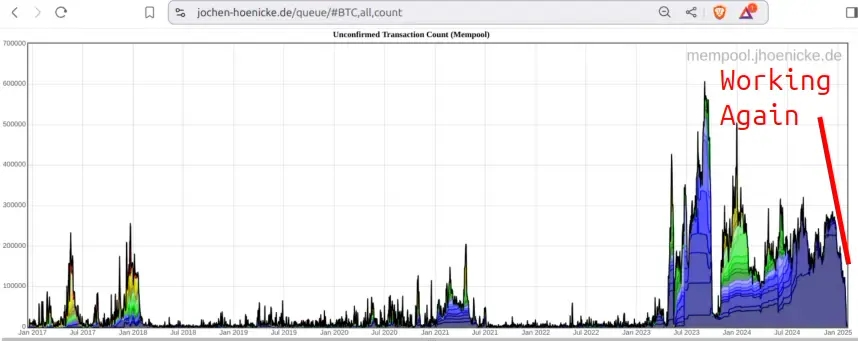 jochen-hoenicke.de/queue/#BTC,all,count
Unconfirmed Transaction Count (Mempool)
mempool.jhoenicke.de
Working
Again
700000
600000
500000
400000
300000
200000
100000
0
Jan 2017 Jul 2017 Jan 2018 Jul 2018 Jan 2019 Jul 2019 Jan 2020 Jul 2020 Jan 2021 Jul 2021 Jan 2022 Jul 2022 Jan 2023 Jul 2023 Jan 2024 Jul 2024 Jan 2025